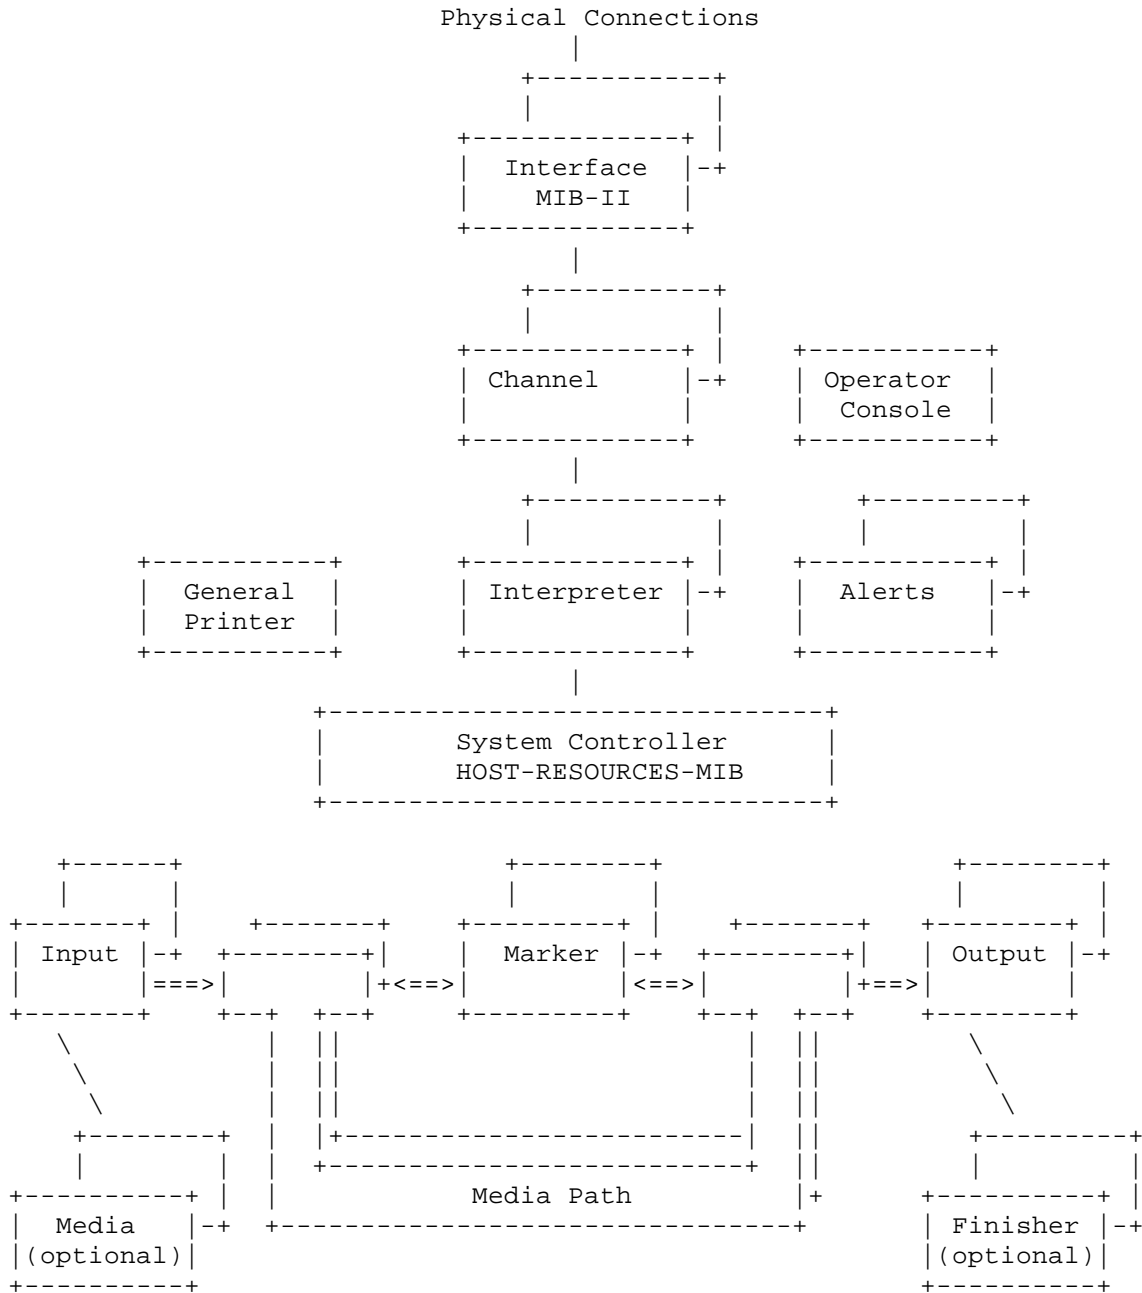 Physical Connections
Interface
MIB-II
Channel
Operator
Console
General
Printer
Interpreter
Alerts
System Controller
HOST-RESOURCES-MIB
Input
Marker
Output
Media Path
Media
(optional)
Finisher
(optional)